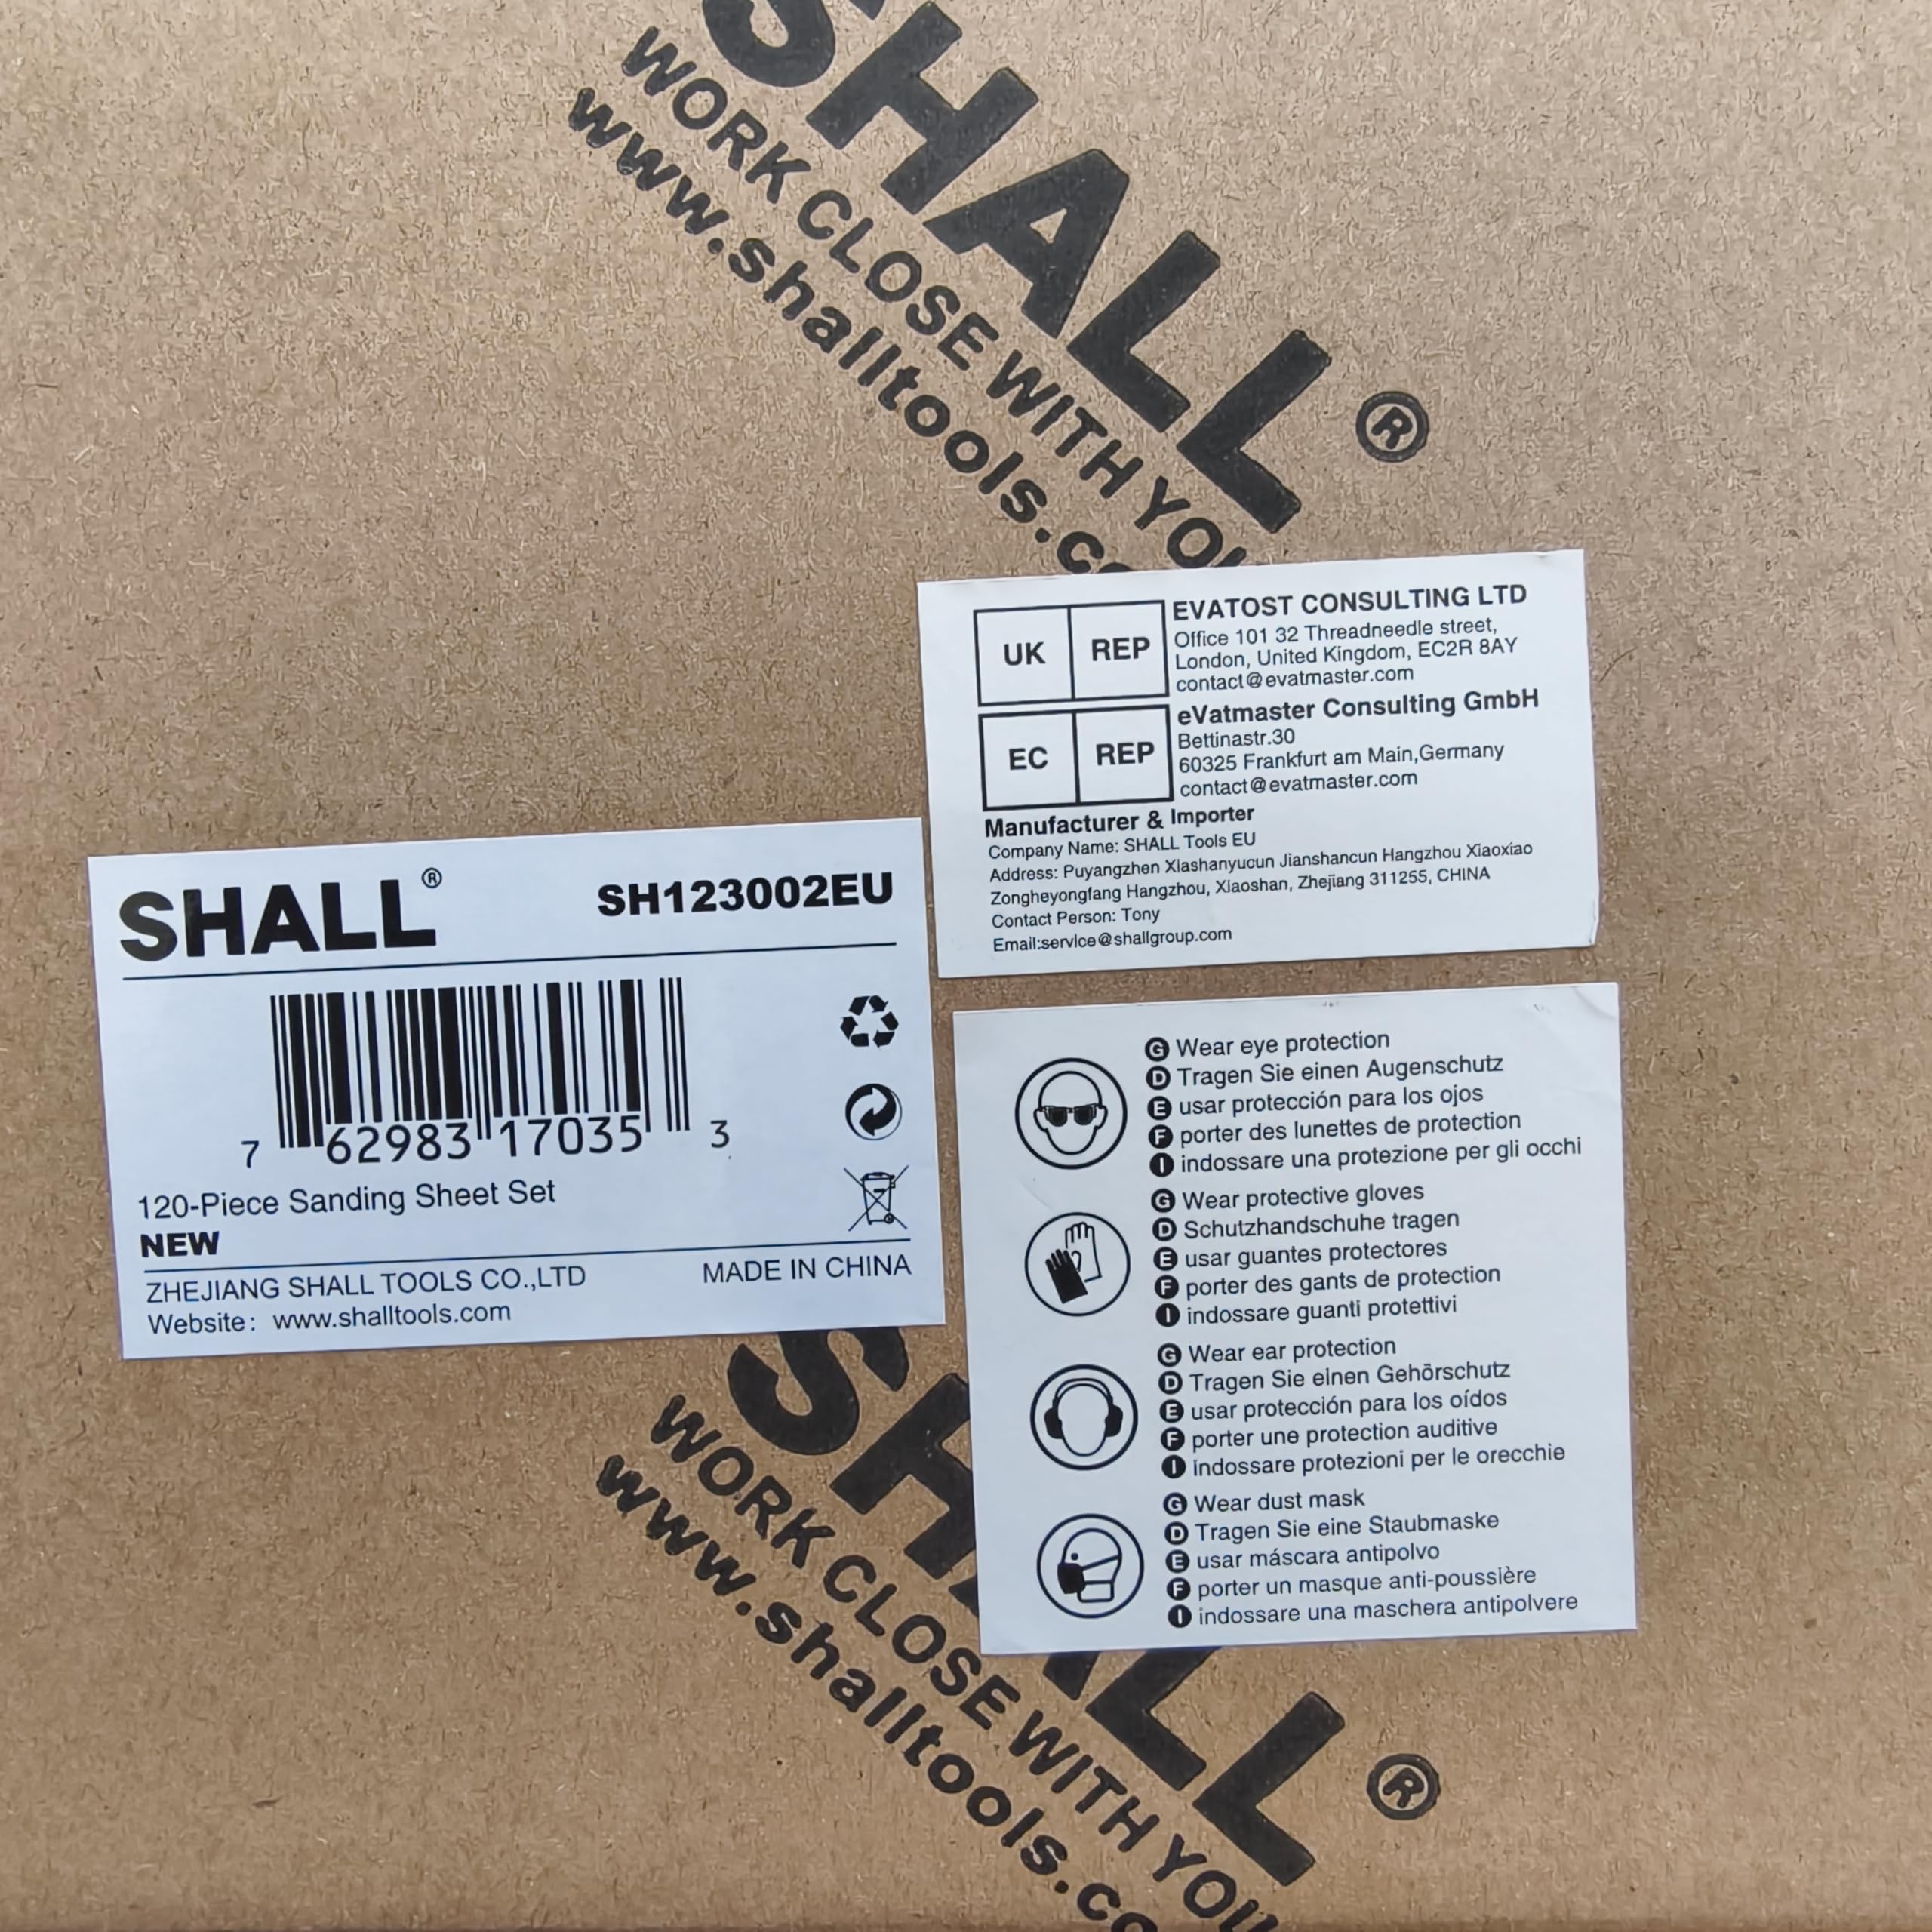 SHALL®
WORK CLOSE WITH YOU
www.shalltools.co
UK REP
EVATOST CONSULTING LTD
Office 101 32 Threadneedle street,
London, United Kingdom, EC2R 8AY
contact@evatmaster.com
EC REP
eVatmaster Consulting GmbH
Bettinastr.30
60325 Frankfurt am Main,Germany
contact@evatmaster.com
Manufacturer & Importer
Company Name: SHALL Tools EU
Address: Puyangzhen Xiashanyucun Jianshancun Hangzhou Xiaoxiao
Zongheyongfang Hangzhou, Xiaoshan, Zhejiang 311255, CHINA
Contact Person: Tony
Email:service@shallgroup.com
SHALL® SH123002EU
7 62983 17035 3
120-Piece Sanding Sheet Set
NEW
ZHEJIANG SHALL TOOLS CO.,LTD MADE IN CHINA
Website: www.shalltools.com
G Wear eye protection
D Tragen Sie einen Augenschutz
E usar protección para los ojos
F porter des lunettes de protection
I indossare una protezione per gli occhi
G Wear protective gloves
D Schutzhandschuhe tragen
E usar guantes protectores
F porter des gants de protection
I indossare guanti protettivi
G Wear ear protection
D Tragen Sie einen Gehörschutz
E usar protección para los oídos
F porter une protection auditive
I indossare protezioni per le orecchie
G Wear dust mask
D Tragen Sie eine Staubmaske
E usar máscara antipolvo
F porter un masque anti-poussière
I indossare una maschera antipolvere
SHALL®
WORK CLOSE WITH YOU
www.shalltools.co